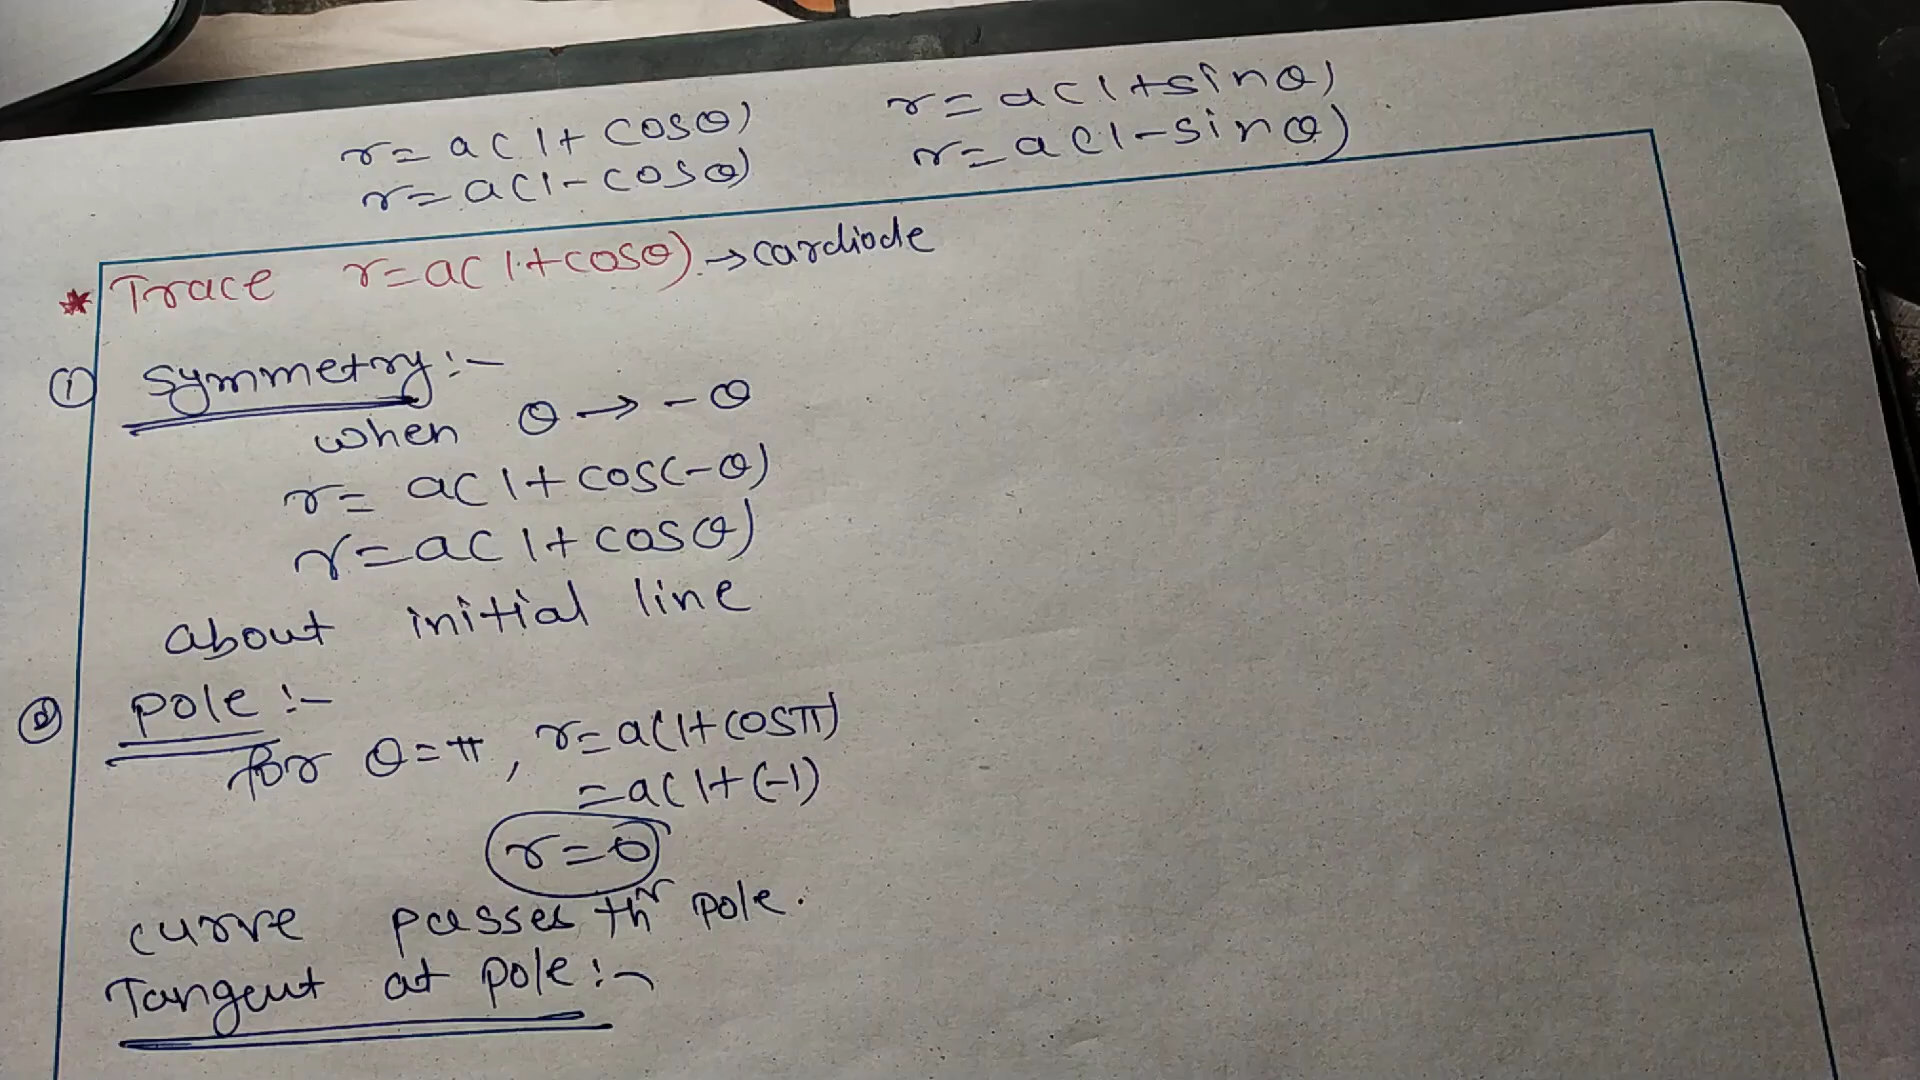 r = a(1+cosθ)
r = a(1-cosθ)
r = a(1+sinθ)
r = a(1-sinθ)
* Trace r=a(1+cosθ). → cardiode
① Symmetry:-
when θ → -θ
r = a(1+cos(-θ)
r = a(1+cosθ)
about initial line
② pole :-
for θ=π, r=a(1+cosπ)
=a(1+(-1)
r=0
curve passes thr pole.
Tangent at pole:-